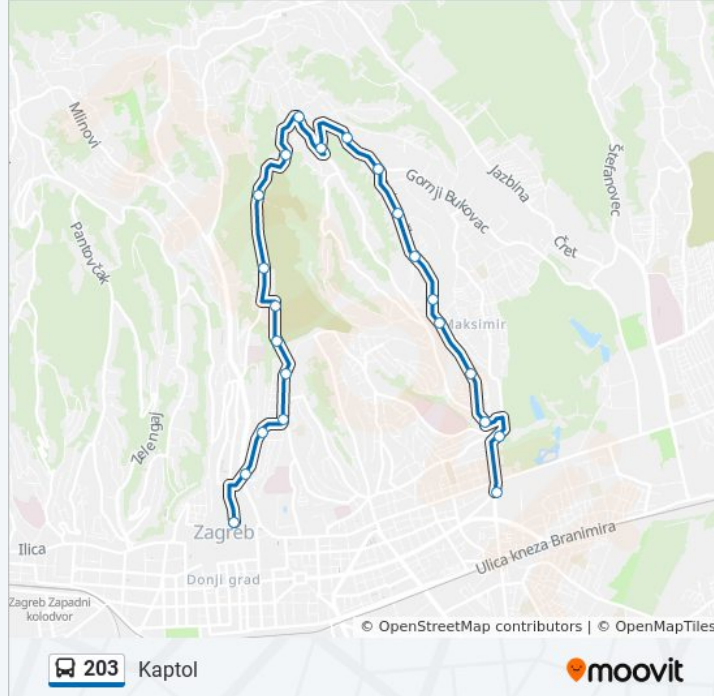 Mlinovi
Štefanovec
Jazbina
Gornji Bukovac
Čret
Pantovčak
Maksimir
Zelengaj
Zagreb
Ulica kneza Branimira
Ilica
Donji grad
Zagreb Zapadni
kolodvor
© OpenStreetMap contributors | © OpenMapTiles
203 Kaptol
moovit